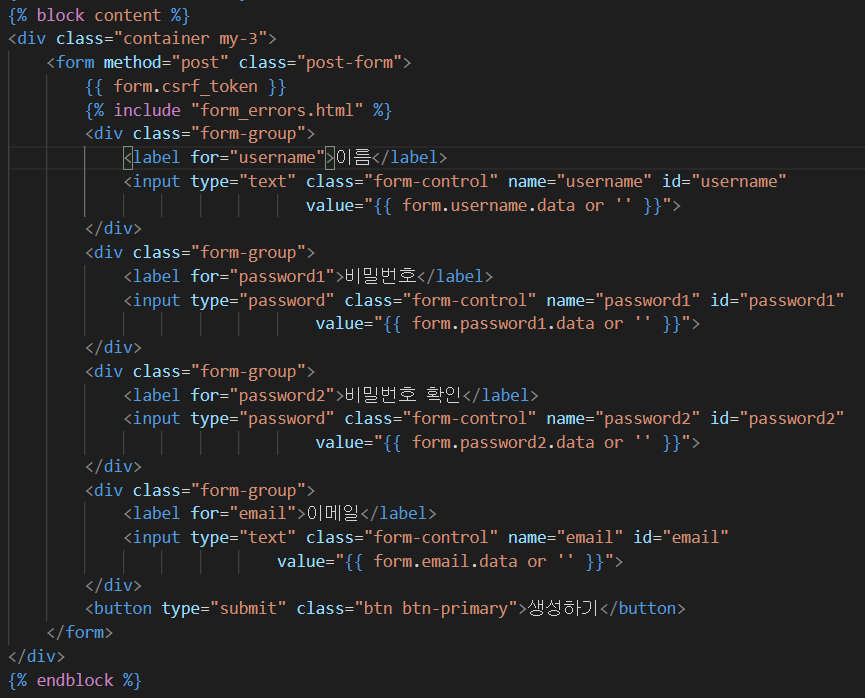 {% block content %}
<div class="container my-3">
    <form method="post" class="post-form">
        {{ form.csrf_token }}
        {% include "form_errors.html" %}
        <div class="form-group">
            <label for="username">이름</label>
            <input type="text" class="form-control" name="username" id="username"
                               value="{{ form.username.data or '' }}">
        </div>
        <div class="form-group">
            <label for="password1">비밀번호</label>
            <input type="password" class="form-control" name="password1" id="password1"
                                value="{{ form.password1.data or '' }}">
        </div>
        <div class="form-group">
            <label for="password2">비밀번호 확인</label>
            <input type="password" class="form-control" name="password2" id="password2"
                                value="{{ form.password2.data or '' }}">
        </div>
        <div class="form-group">
            <label for="email">이메일</label>
            <input type="text" class="form-control" name="email" id="email"
                            value="{{ form.email.data or '' }}">
        </div>
        <button type="submit" class="btn btn-primary">생성하기</button>
    </form>
</div>
{% endblock %}